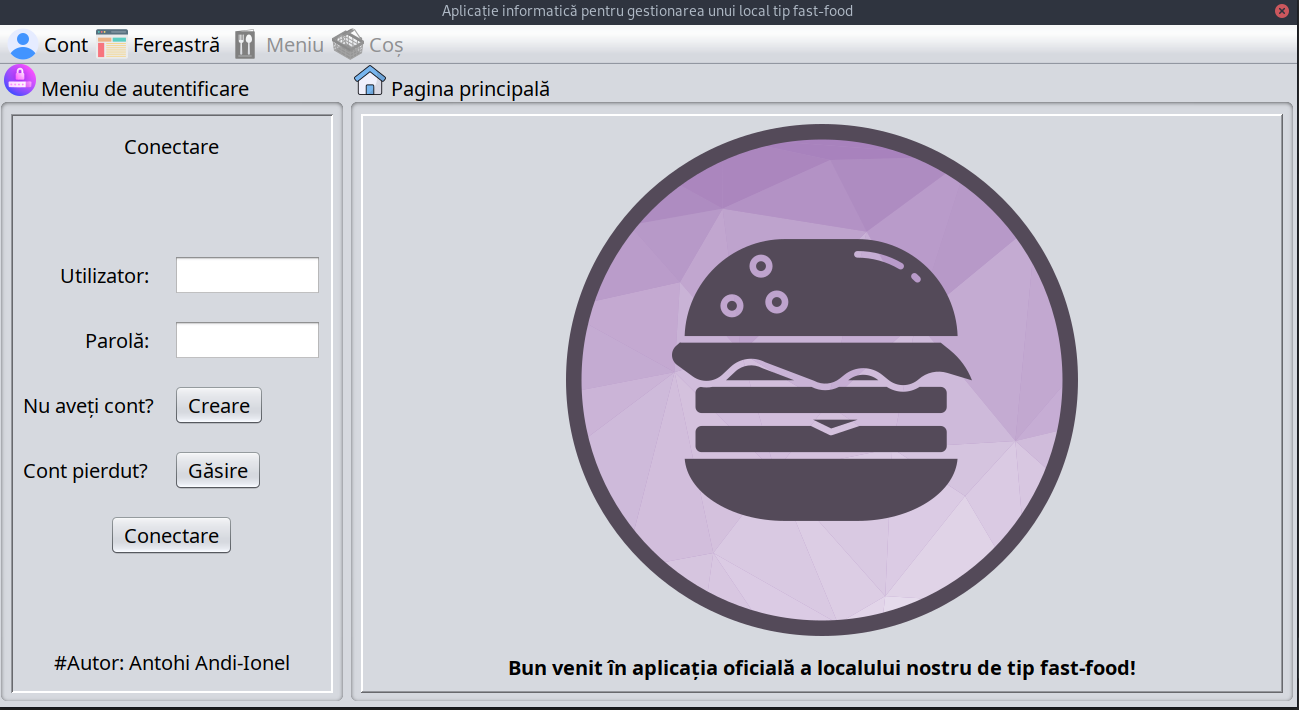 Aplicație informatică pentru gestionarea unui local tip fast-food
Cont Fereastră Meniu Coș
Meniu de autentificare
Pagina principală
Conectare
Utilizator:
Parolă:
Nu aveți cont? Creare
Cont pierdut? Găsire
Conectare
#Autor: Antohi Andi-Ionel
Bun venit în aplicația oficială a localului nostru de tip fast-food!